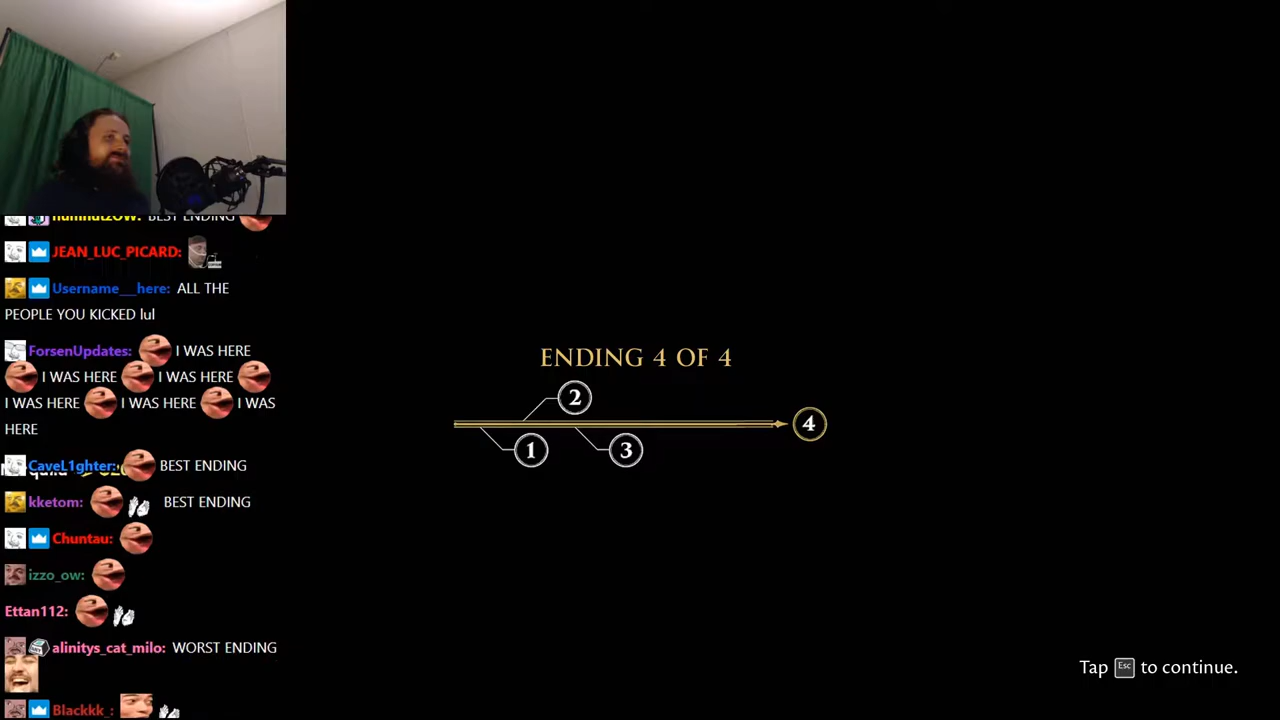 BEST ENDING
JEAN_LUC_PICARD:
Username__here: ALL THE
PEOPLE YOU KICKED lul
ForsenUpdates: I WAS HERE
I WAS HERE I WAS HERE
I WAS HERE I WAS HERE I WAS
HERE
CaveL1ghter: BEST ENDING
kketom: BEST ENDING
Chuntau:
izzo_ow:
Ettan112:
alinitys_cat_milo: WORST ENDING
Blackkk_:
ENDING 4 OF 4
2
4
1
3
Tap Esc to continue.